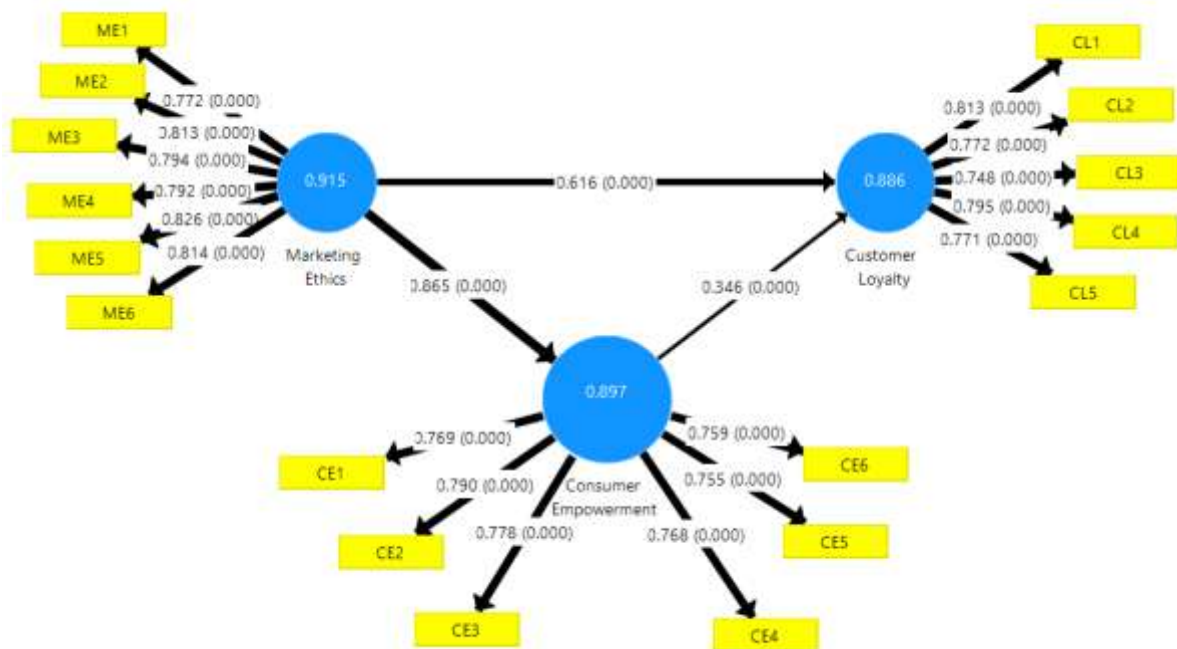 ME1
ME2
ME3
ME4
ME5
ME6
0.772 (0.000)
0.813 (0.000)
0.794 (0.000)
0.792 (0.000)
0.826 (0.000)
0.814 (0.000)
0.915
Marketing
Ethics
0.616 (0.000)
0.865 (0.000)
0.346 (0.000)
0.886
Customer
Loyalty
0.813 (0.000)
0.772 (0.000)
0.748 (0.000)
0.795 (0.000)
0.771 (0.000)
CL1
CL2
CL3
CL4
CL5
0.897
Consumer
Empowerment
0.769 (0.000)
0.790 (0.000)
0.778 (0.000)
0.768 (0.000)
0.755 (0.000)
0.759 (0.000)
CE1
CE2
CE3
CE4
CE5
CE6